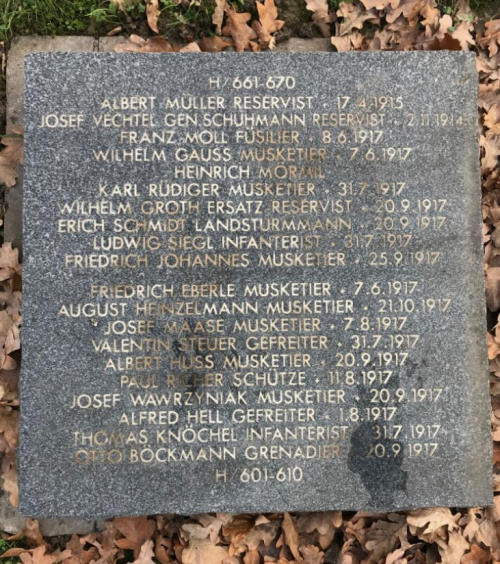 H/661-670
ALBERT MÜLLER RESERVIST + 17.4.1915
JOSEF VECHTEL GEN.SCHUHMANN RESERVIST + 2.11.1914
FRANZ MOLL FÜSILIER + 8.6.1917
WILHELM GAUSS MUSKETIER + 7.6.1917
HEINRICH MÖRMIL
KARL RÜDIGER MUSKETIER + 31.7.1917
WILHELM GROTH ERSATZ RESERVIST + 20.9.1917
ERICH SCHMIDT LANDSTURMMANN + 20.9.1917
LUDWIG SIEGL INFANTERIST + 31.7.1917
FRIEDRICH JOHANNES MUSKETIER + 25.9.1917
FRIEDRICH EBERLE MUSKETIER + 7.6.1917
AUGUST HEINZELMANN MUSKETIER + 21.10.1917
JOSEF MAASE MUSKETIER + 7.8.1917
VALENTIN STEUER GEFREITER + 31.7.1917
ALBERT HUSS MUSKETIER + 20.9.1917
PAUL RICHER SCHÜTZE + 11.8.1917
JOSEF WAWRZYNIAK MUSKETIER + 20.9.1917
ALFRED HELL GEFREITER + 1.8.1917
THOMAS KNÖCHEL INFANTERIST + 31.7.1917
OTTO BÖCKMANN GRENADIER + 20.9.1917
H/601-610